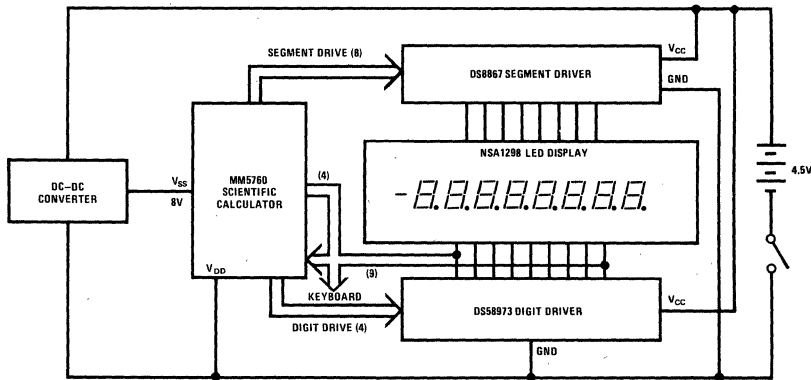 SEGMENT DRIVE (8)
DS8867 SEGMENT DRIVER
VCC
GND
NSA1298 LED DISPLAY
-8.8.8.8.8.8.8.8.
MM5760
SCIENTIFIC
CALCULATOR
DC–DC
CONVERTER
VSS
8V
(4)
4.5V
VDD
(9)
KEYBOARD
DIGIT DRIVE (4)
DS58973 DIGIT DRIVER
VCC
GND